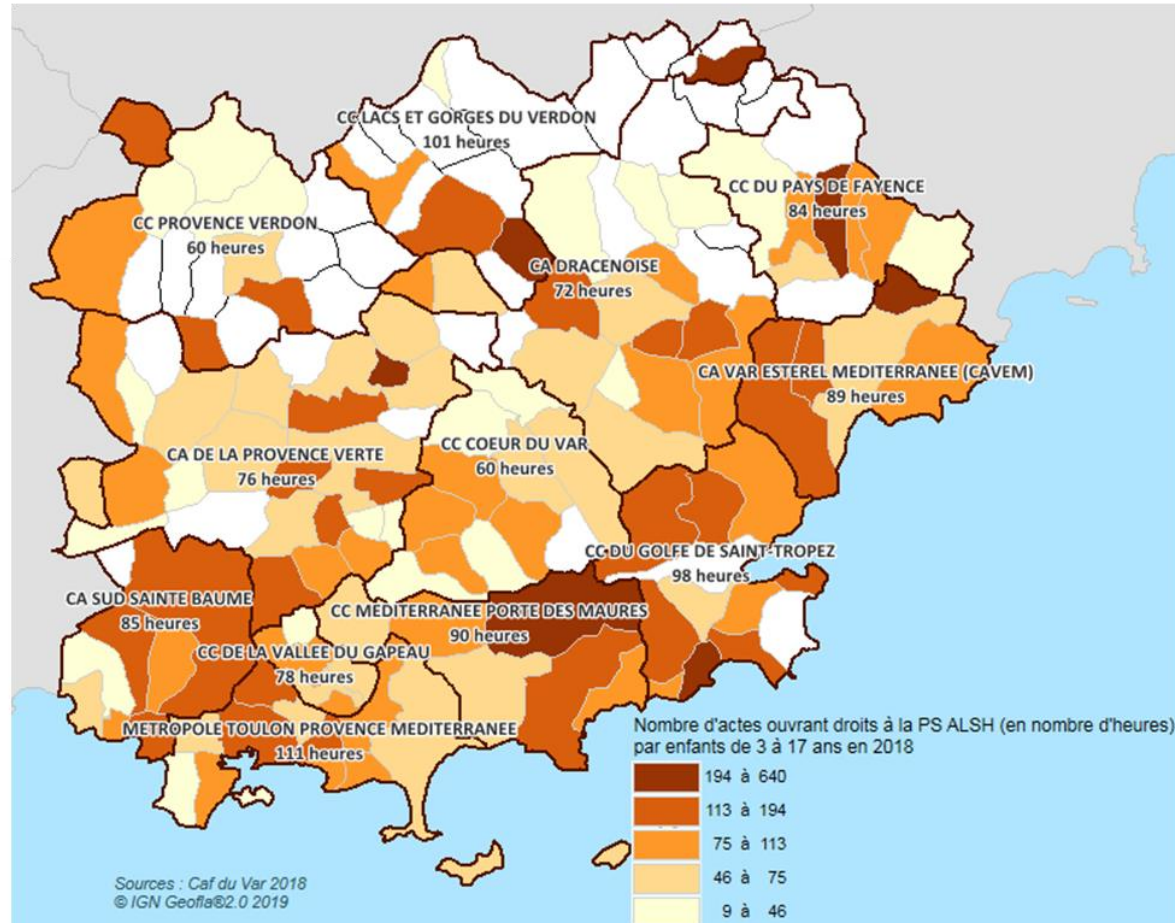 CC LACS ET GORGES DU VERDON
101 heures
CC DU PAYS DE FAYENCE
84 heures
CC PROVENCE VERDON
60 heures
CA DRACENOISE
72 heures
CA VAR ESTEREL MEDITERRANEE (CAVEM)
89 heures
CC COEUR DU VAR
60 heures
CA DE LA PROVENCE VERTE
76 heures
CC DU GOLFE DE SAINT-TROPEZ
98 heures
CA SUD SAINTE BAUME
85 heures
CC MEDITERRANEE PORTE DES MAURES
90 heures
CC DE LA VALLEE DU GAPEAU
78 heures
METROPOLE TOULON PROVENCE MEDITERRANEE
111 heures
Nombre d'actes ouvrant droits à la PS ALSH (en nombre d'heures)
par enfants de 3 à 17 ans en 2018
194 à 640
113 à 194
75 à 113
46 à 75
9 à 46
Sources : Caf du Var 2018
© IGN Geofla®2.0 2019